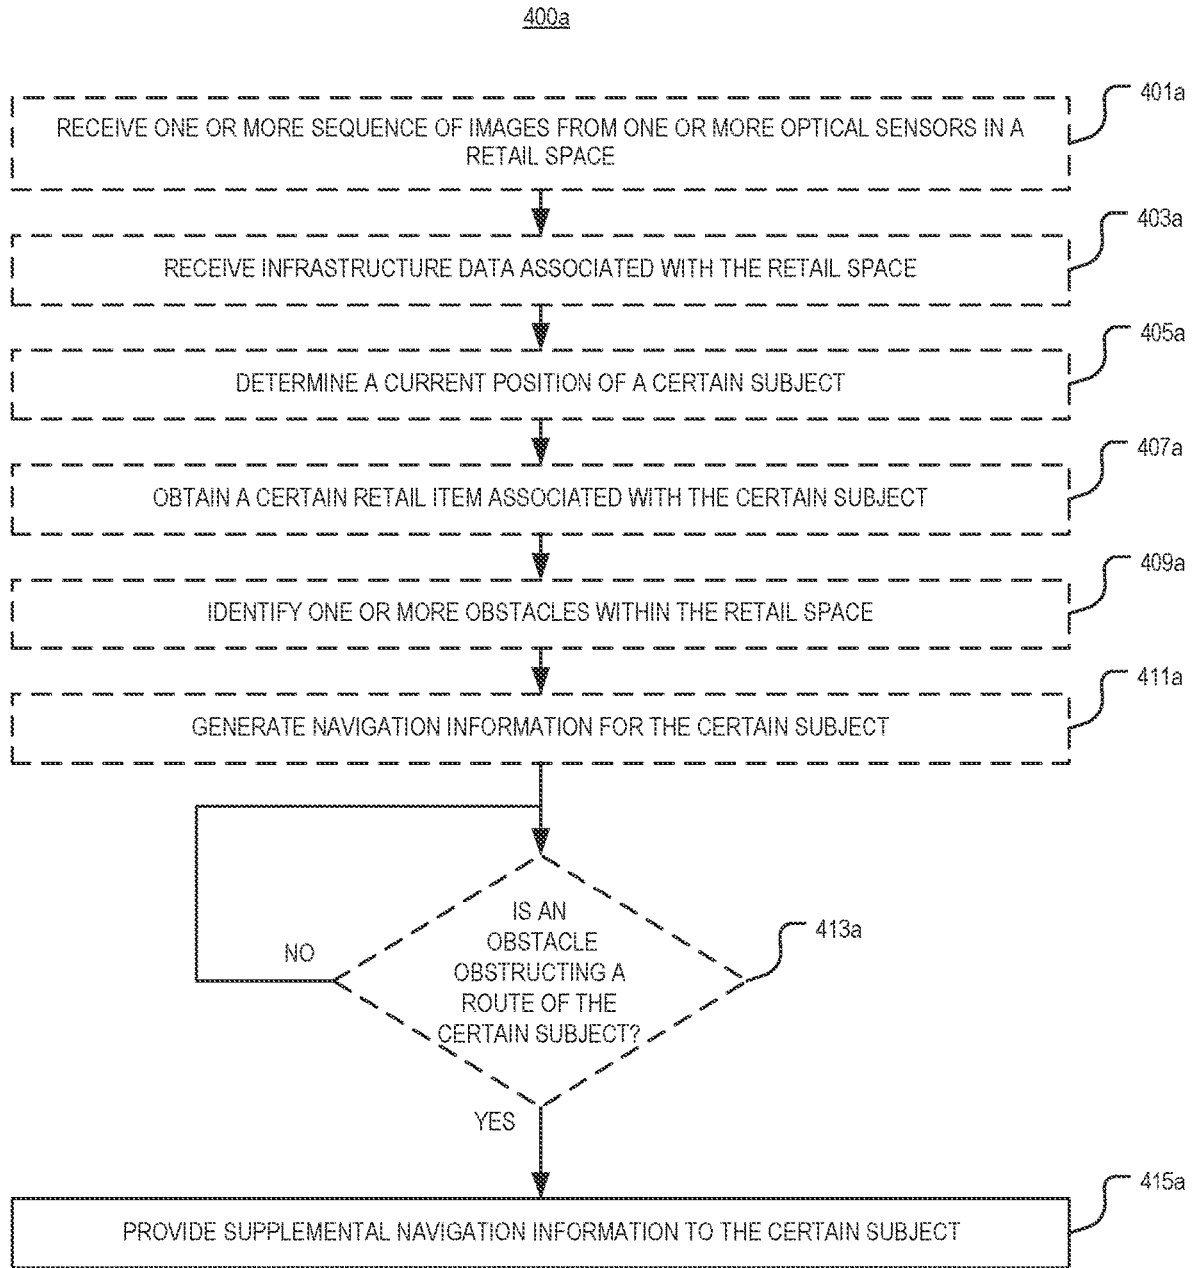 400a
401a
RECEIVE ONE OR MORE SEQUENCE OF IMAGES FROM ONE OR MORE OPTICAL SENSORS IN A
RETAIL SPACE
403a
RECEIVE INFRASTRUCTURE DATA ASSOCIATED WITH THE RETAIL SPACE
405a
DETERMINE A CURRENT POSITION OF A CERTAIN SUBJECT
407a
OBTAIN A CERTAIN RETAIL ITEM ASSOCIATED WITH THE CERTAIN SUBJECT
409a
IDENTIFY ONE OR MORE OBSTACLES WITHIN THE RETAIL SPACE
411a
GENERATE NAVIGATION INFORMATION FOR THE CERTAIN SUBJECT
IS AN
OBSTACLE
OBSTRUCTING A
ROUTE OF THE
CERTAIN SUBJECT?
413a
NO
YES
415a
PROVIDE SUPPLEMENTAL NAVIGATION INFORMATION TO THE CERTAIN SUBJECT